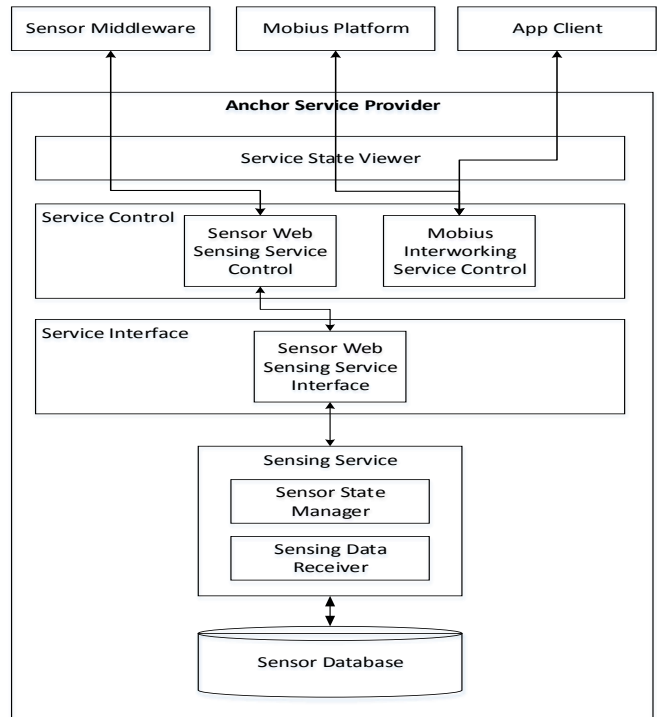 Sensor Middleware
Mobius Platform
App Client
Anchor Service Provider
Service State Viewer
Service Control
Sensor Web
Sensing Service
Control
Mobius
Interworking
Service Control
Service Interface
Sensor Web
Sensing Service
Interface
Sensing Service
Sensor State
Manager
Sensing Data
Receiver
Sensor Database